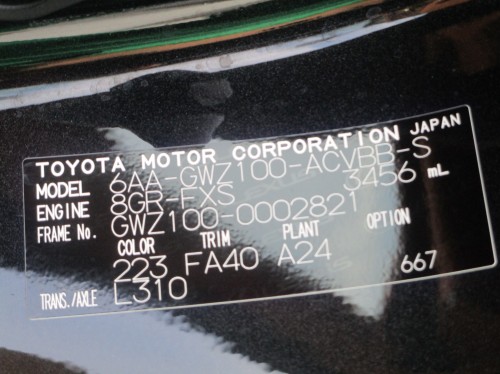 TOYOTA MOTOR CORPORATION JAPAN
MODEL 6AA-GWZ100-ACVBB-S
ENGINE 8GR-FXS 3456 mL
FRAME No. GWZ100-0002821
COLOR TRIM PLANT OPTION
223 FA40 A24
TRANS./AXLE L310 667